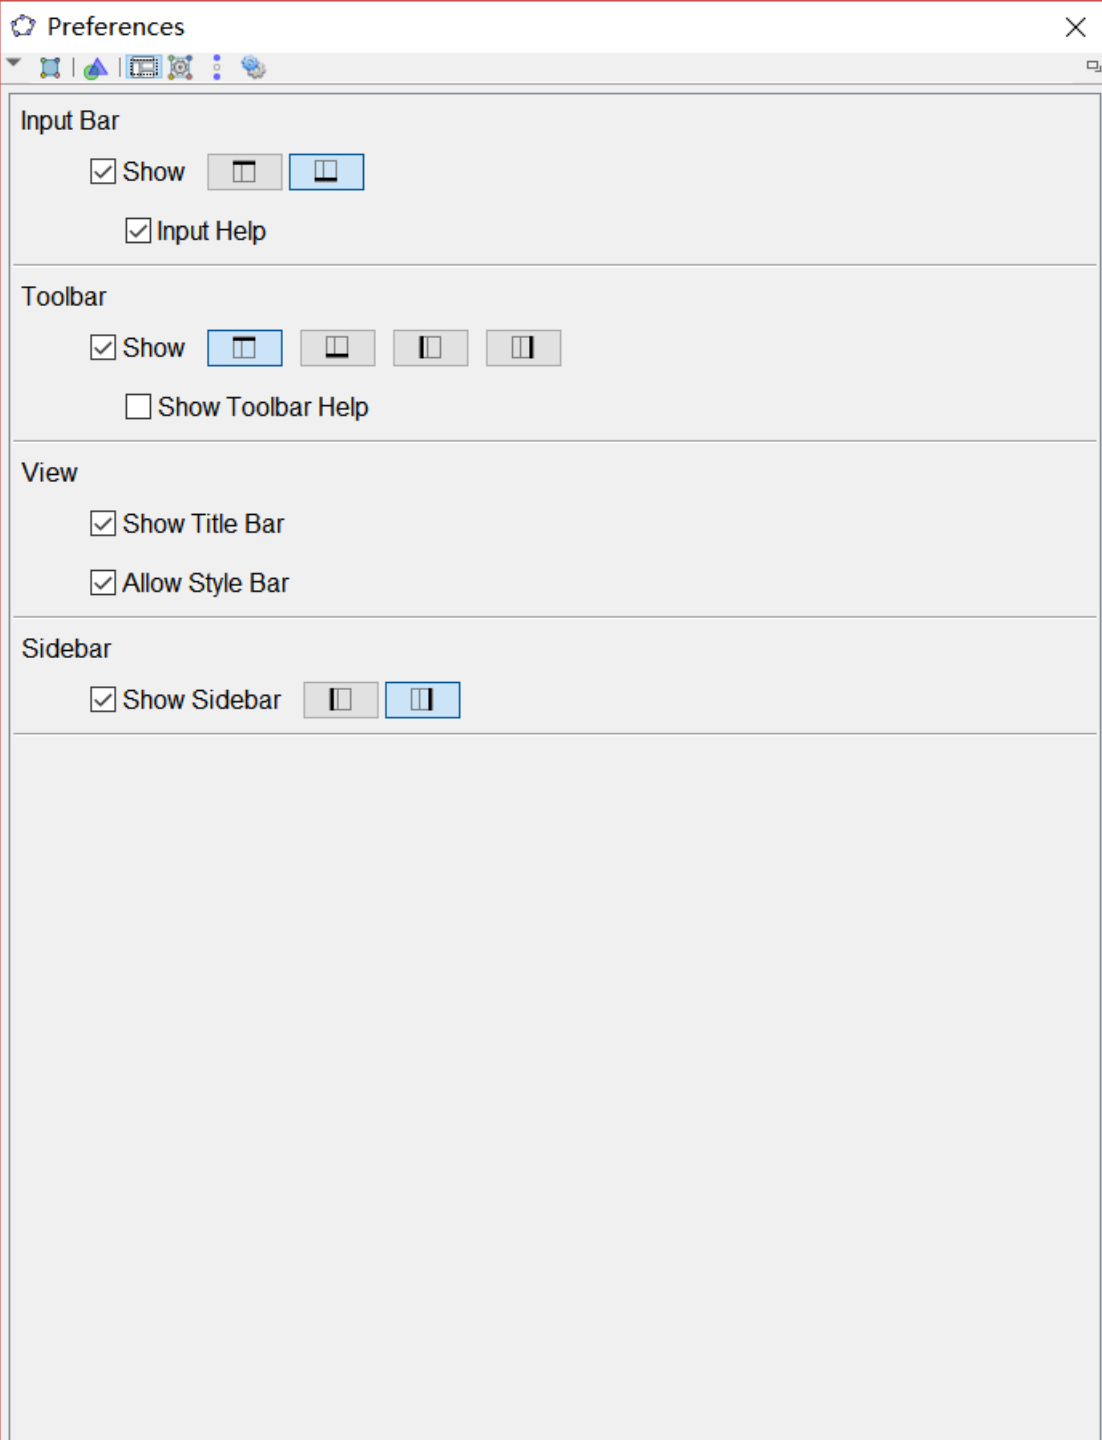 Preferences
Input Bar
Show
Input Help
Toolbar
Show
Show Toolbar Help
View
Show Title Bar
Allow Style Bar
Sidebar
Show Sidebar